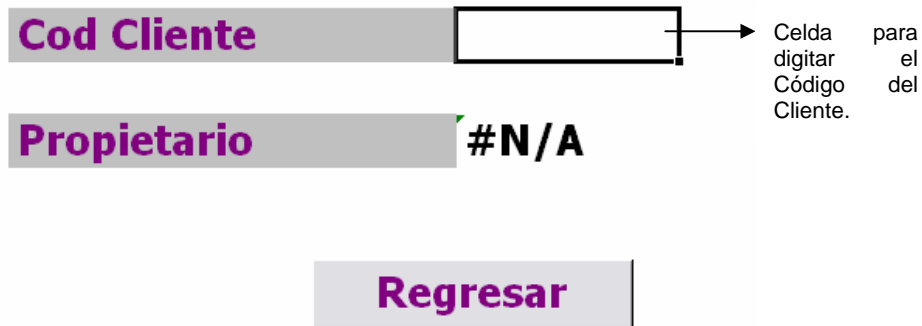 Cod Cliente
Celda para
digitar el
Código del
Cliente.
Propietario
#N/A
Regresar